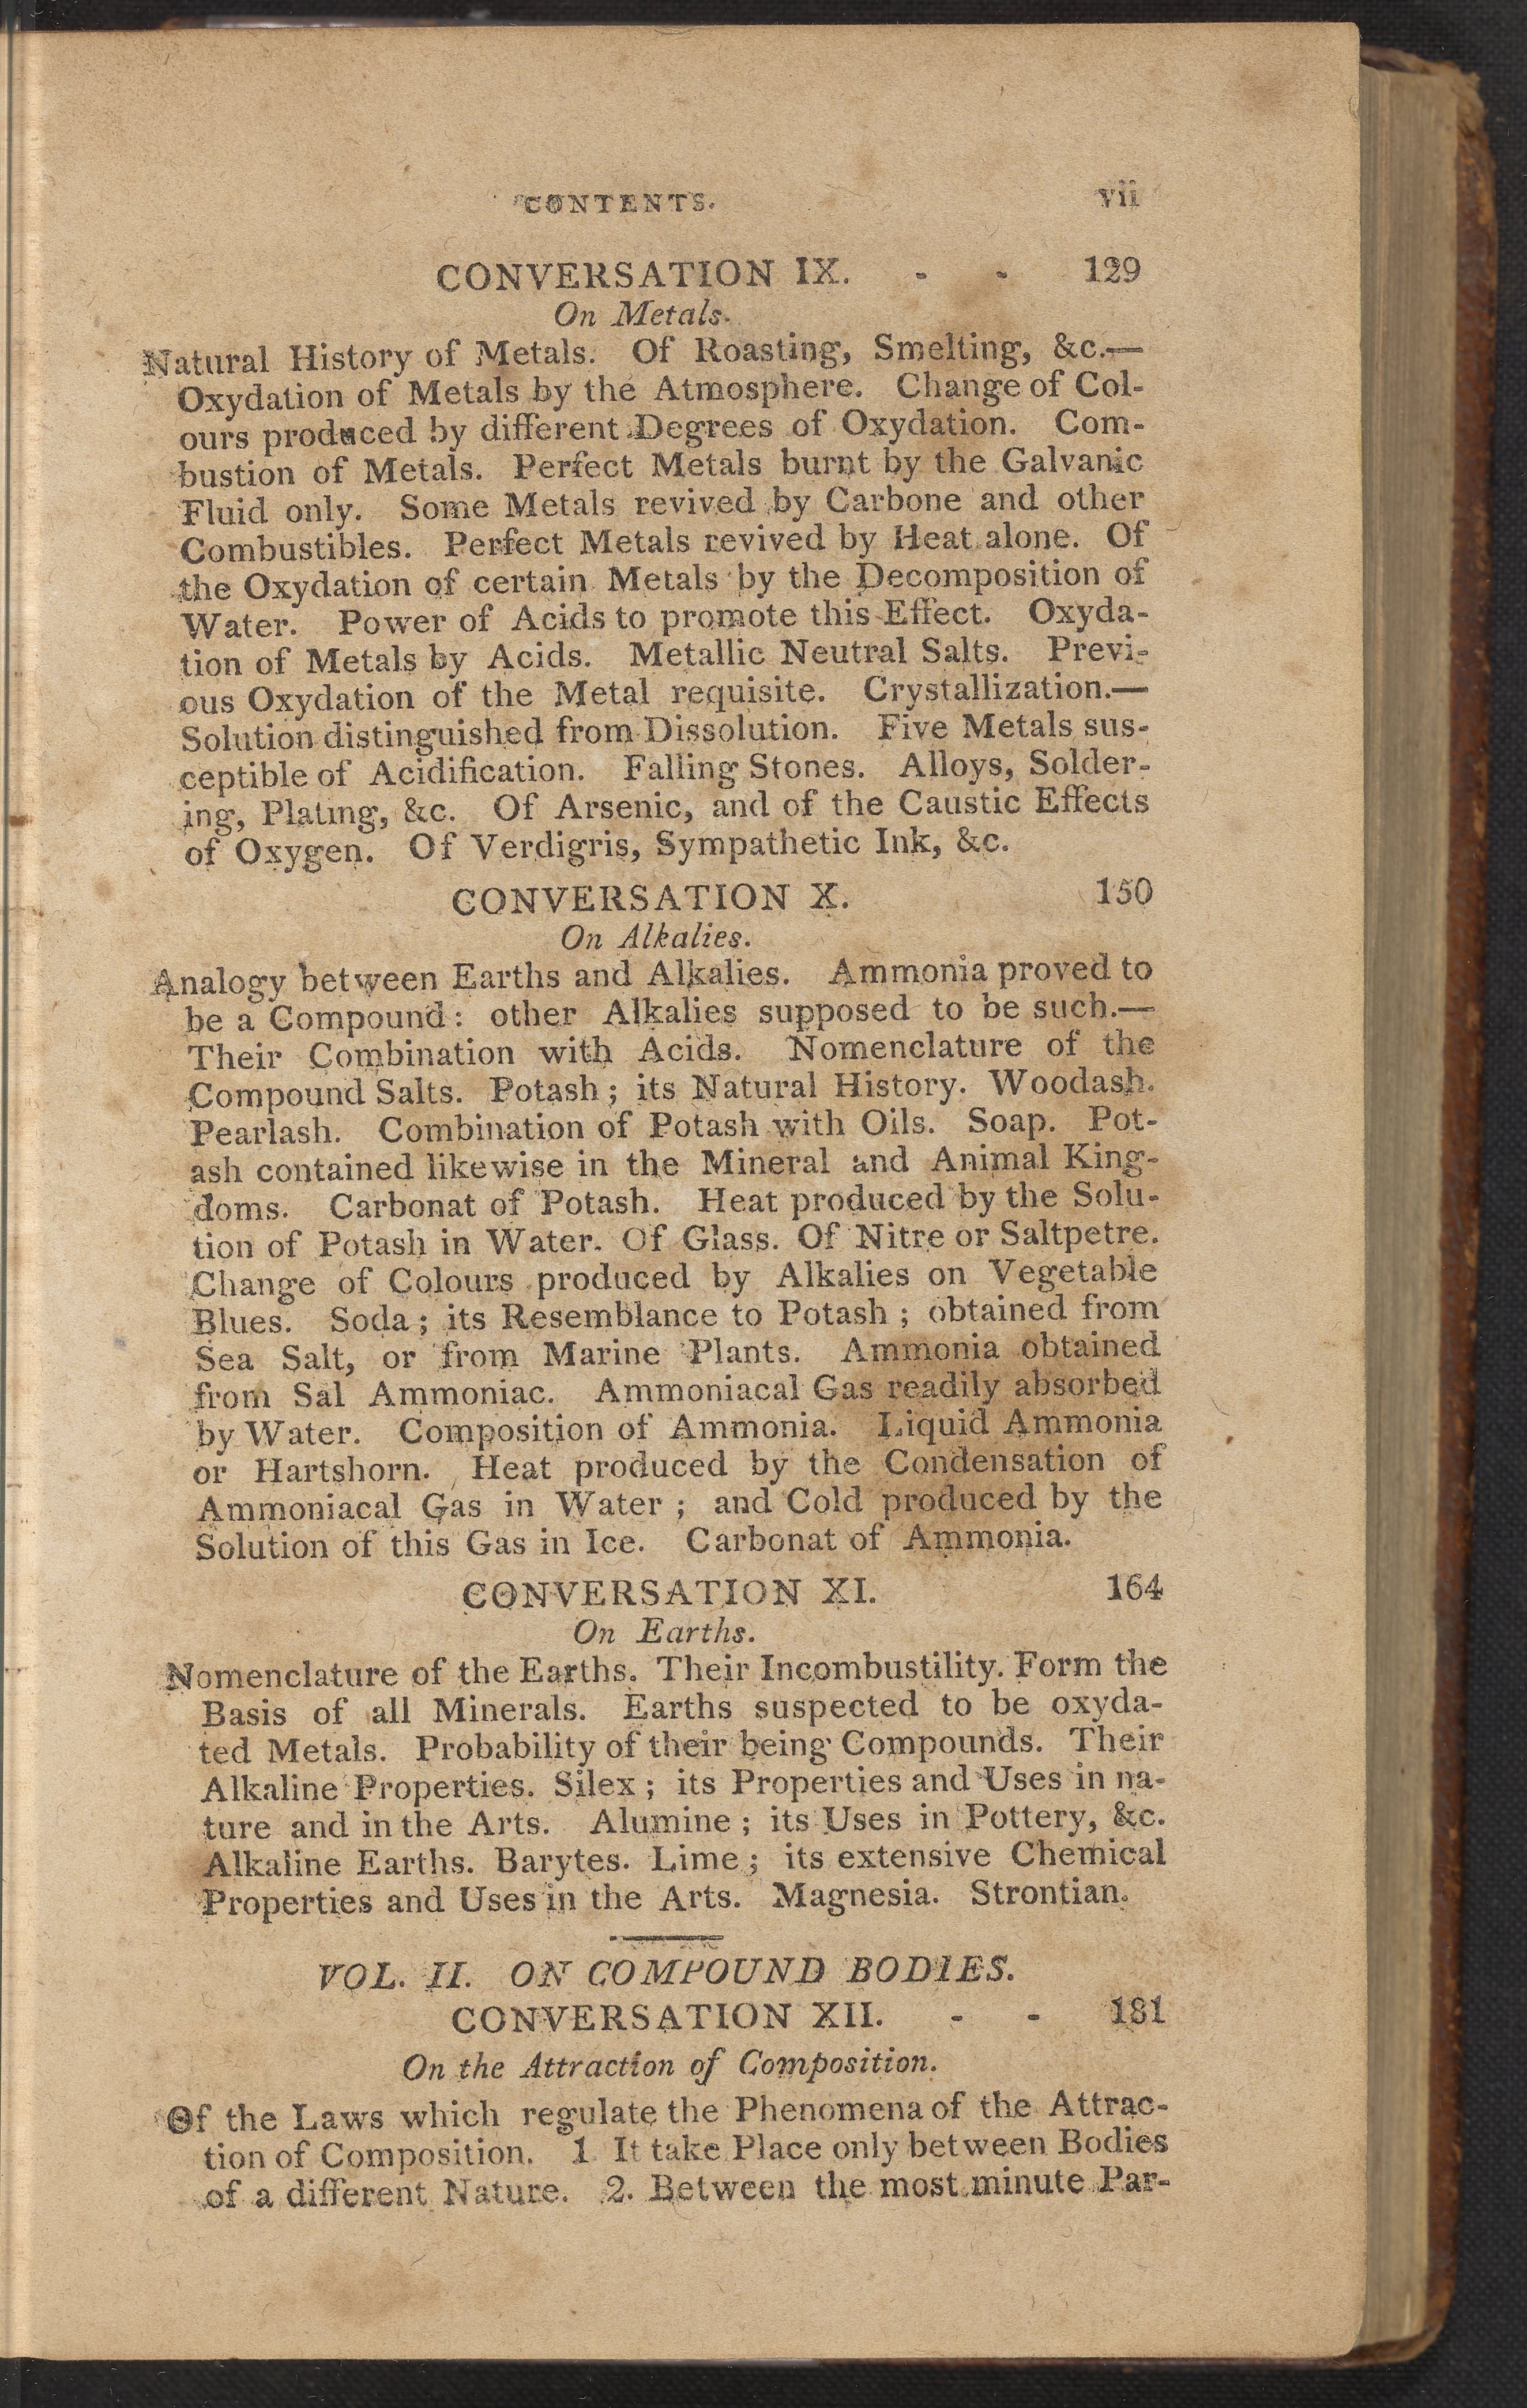 CONTENTS. vii
CONVERSATION IX. - - 129
On Metals.
Natural History of Metals. Of Roasting, Smelting, &c.—
Oxydation of Metals by the Atmosphere. Change of Col-
ours produced by different Degrees of Oxydation. Com-
bustion of Metals. Perfect Metals burnt by the Galvanic
Fluid only. Some Metals revived by Carbone and other
Combustibles. Perfect Metals revived by Heat alone. Of
the Oxydation of certain Metals by the Decomposition of
Water. Power of Acids to promote this Effect. Oxyda-
tion of Metals by Acids. Metallic Neutral Salts. Previ-
ous Oxydation of the Metal requisite. Crystallization.—
Solution distinguished from Dissolution. Five Metals sus-
ceptible of Acidification. Falling Stones. Alloys, Solder-
ing, Plating, &c. Of Arsenic, and of the Caustic Effects
of Oxygen. Of Verdigris, Sympathetic Ink, &c.
CONVERSATION X. 150
On Alkalies.
Analogy between Earths and Alkalies. Ammonia proved to
be a Compound: other Alkalies supposed to be such.—
Their Combination with Acids. Nomenclature of the
Compound Salts. Potash; its Natural History. Woodash.
Pearlash. Combination of Potash with Oils. Soap. Pot-
ash contained likewise in the Mineral and Animal King-
doms. Carbonat of Potash. Heat produced by the Solu-
tion of Potash in Water. Of Glass. Of Nitre or Saltpetre.
Change of Colours produced by Alkalies on Vegetable
Blues. Soda; its Resemblance to Potash; obtained from
Sea Salt, or from Marine Plants. Ammonia obtained
from Sal Ammoniac. Ammoniacal Gas readily absorbed
by Water. Composition of Ammonia. Liquid Ammonia
or Hartshorn. Heat produced by the Condensation of
Ammoniacal Gas in Water; and Cold produced by the
Solution of this Gas in Ice. Carbonat of Ammonia.
CONVERSATION XI. 164
On Earths.
Nomenclature of the Earths. Their Incombustility. Form the
Basis of all Minerals. Earths suspected to be oxyda-
ted Metals. Probability of their being Compounds. Their
Alkaline Properties. Silex; its Properties and Uses in na-
ture and in the Arts. Alumine; its Uses in Pottery, &c.
Alkaline Earths. Barytes. Lime; its extensive Chemical
Properties and Uses in the Arts. Magnesia. Strontian.
VOL. II. ON COMPOUND BODIES.
CONVERSATION XII. - - 181
On the Attraction of Composition.
Of the Laws which regulate the Phenomena of the Attrac-
tion of Composition. 1 It take Place only between Bodies
of a different Nature. 2. Between the most minute Par-